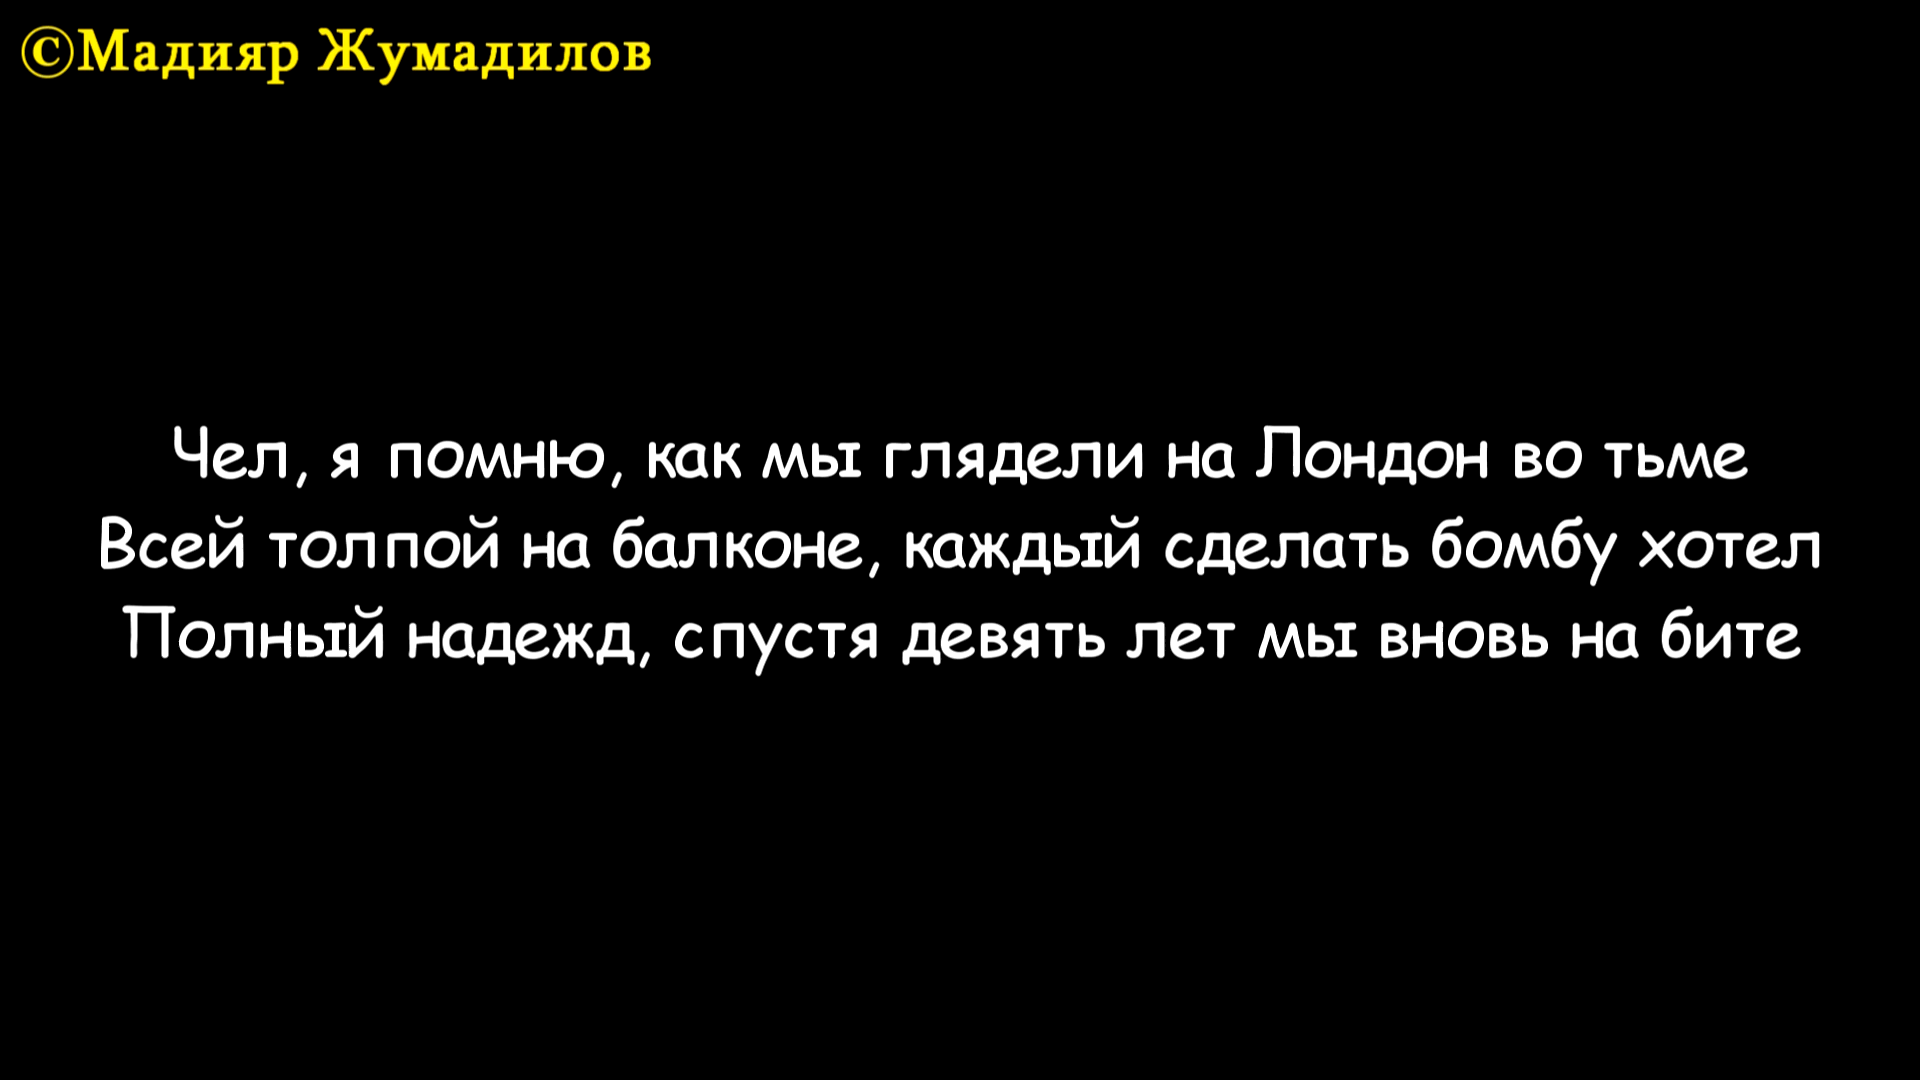 ©Мадияр Жумадилов
Чел, я помню, как мы глядели на Лондон во тьме
Всей толпой на балконе, каждый сделать бомбу хотел
Полный надежд, спустя девять лет мы вновь на бите